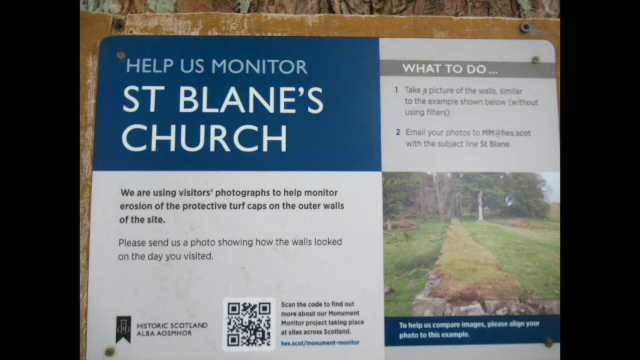 HELP US MONITOR
ST BLANE'S
CHURCH
We are using visitors' photographs to help monitor
erosion of the protective turf caps on the outer walls
of the site.
Please send us a photo showing how the walls looked
on the day you visited.
HISTORIC SCOTLAND
ALBA AOSMHOR
Scan the code to find out
more about our Monument
Monitor project taking place
at sites across Scotland.
hes.scot/monument-monitor
WHAT TO DO...
1 Take a picture of the walls, similar
to the example shown below (without
using filters)
2 Email your photos to MM@hes.scot
with the subject line St Blane
To help us compare images, please align your
photo to this example.